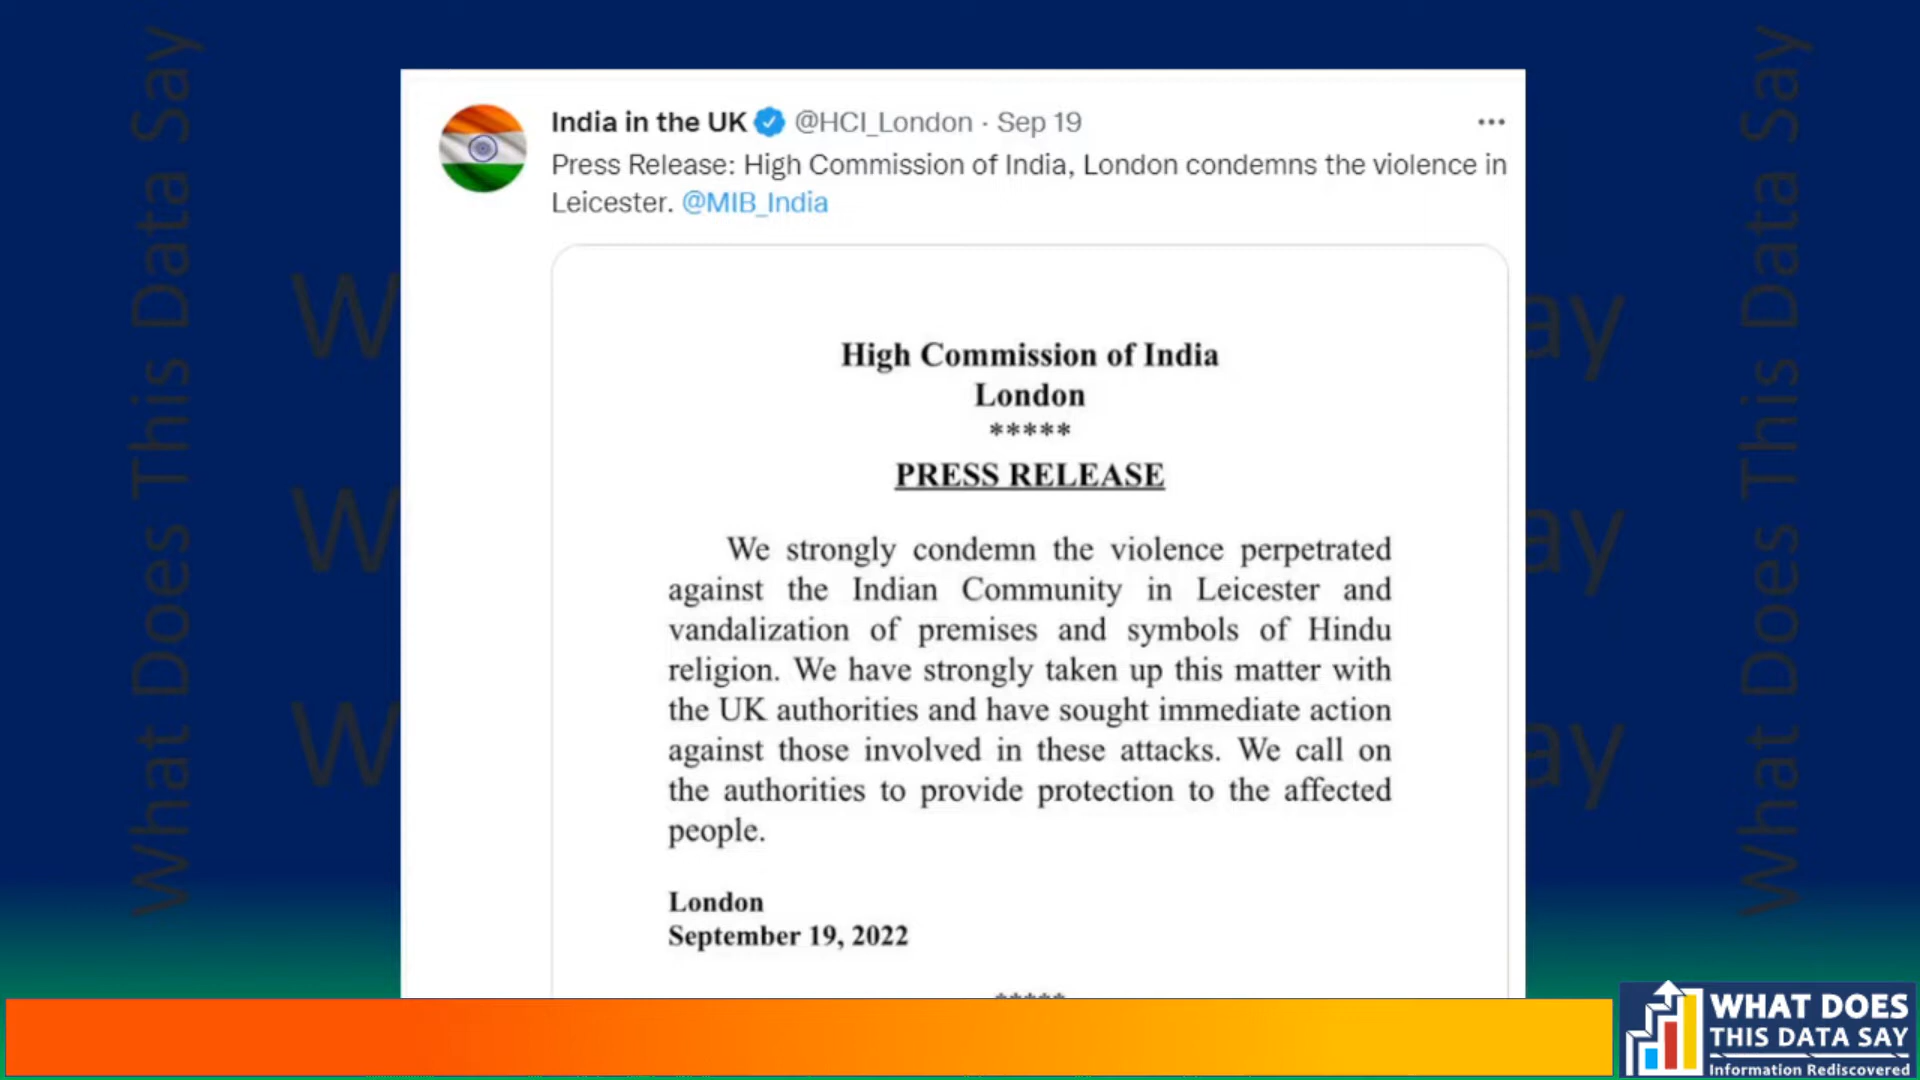 India in the UK @HCI_London · Sep 19
Press Release: High Commission of India, London condemns the violence in
Leicester. @MIB_India
High Commission of India
London
*****
PRESS RELEASE
We strongly condemn the violence perpetrated
against the Indian Community in Leicester and
vandalization of premises and symbols of Hindu
religion. We have strongly taken up this matter with
the UK authorities and have sought immediate action
against those involved in these attacks. We call on
the authorities to provide protection to the affected
people.
London
September 19, 2022
*****
What Does This Data Say
What Does This Data Say
W
ay
W
ay
W
ay
WHAT DOES
THIS DATA SAY
Information Rediscovered